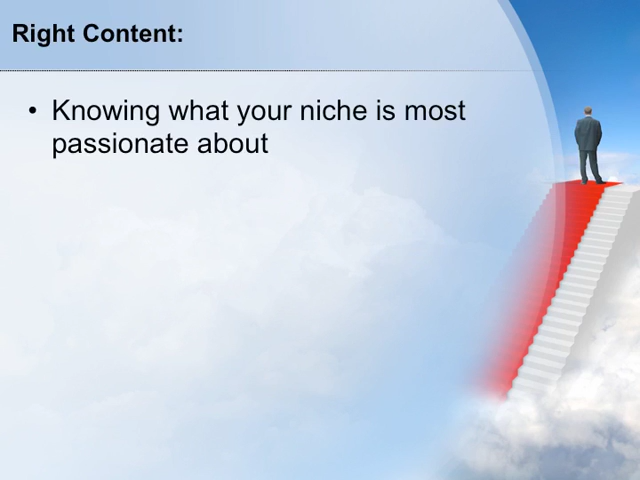 Right Content:
• Knowing what your niche is most
passionate about